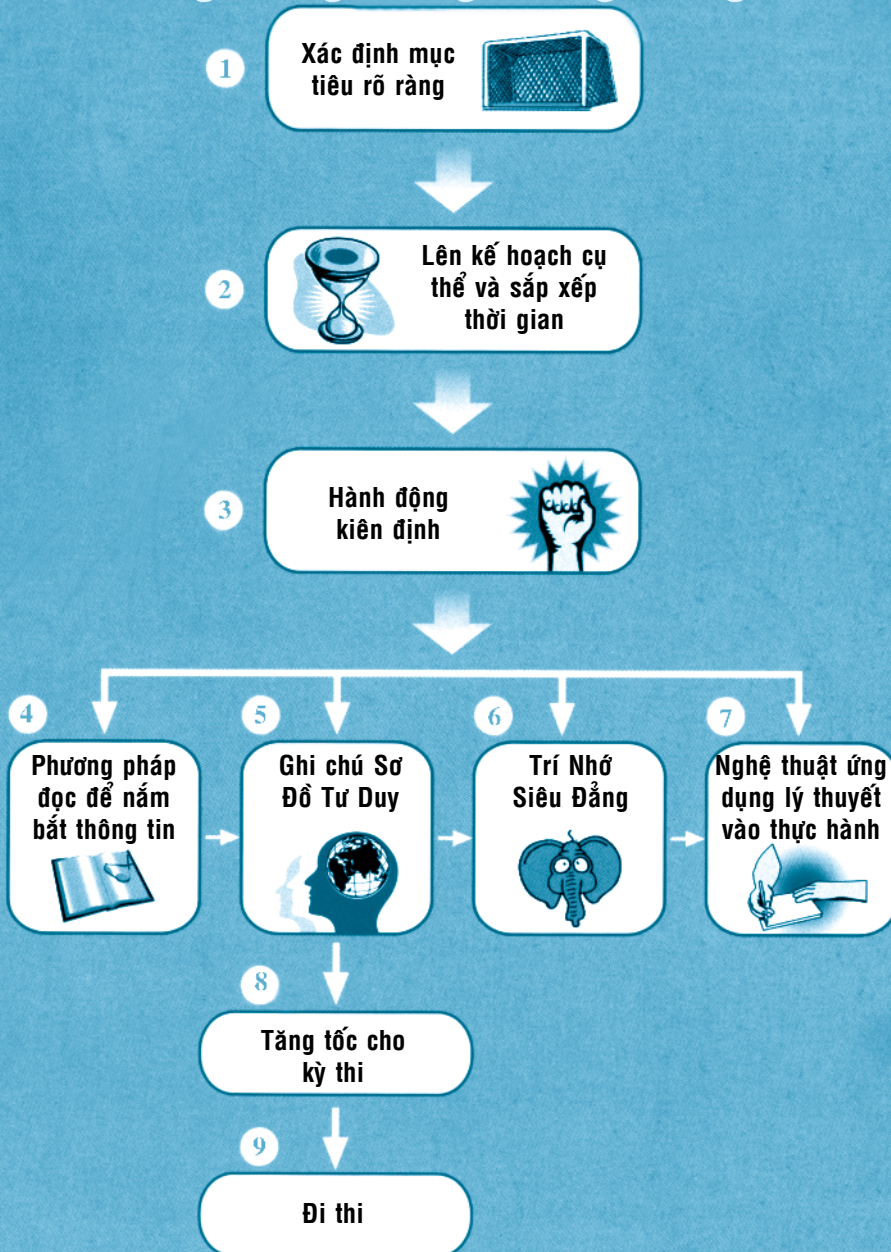 1
Xác định mục
tiêu rõ ràng
2
Lên kế hoạch cụ
thể và sắp xếp
thời gian
3
Hành động
kiên định
4
Phương pháp
đọc để nắm
bắt thông tin
5
Ghi chú Sơ
Đồ Tư Duy
6
Trí Nhớ
Siêu Đẳng
7
Nghệ thuật ứng
dụng lý thuyết
vào thực hành
8
Tăng tốc cho
kỳ thi
9
Đi thi